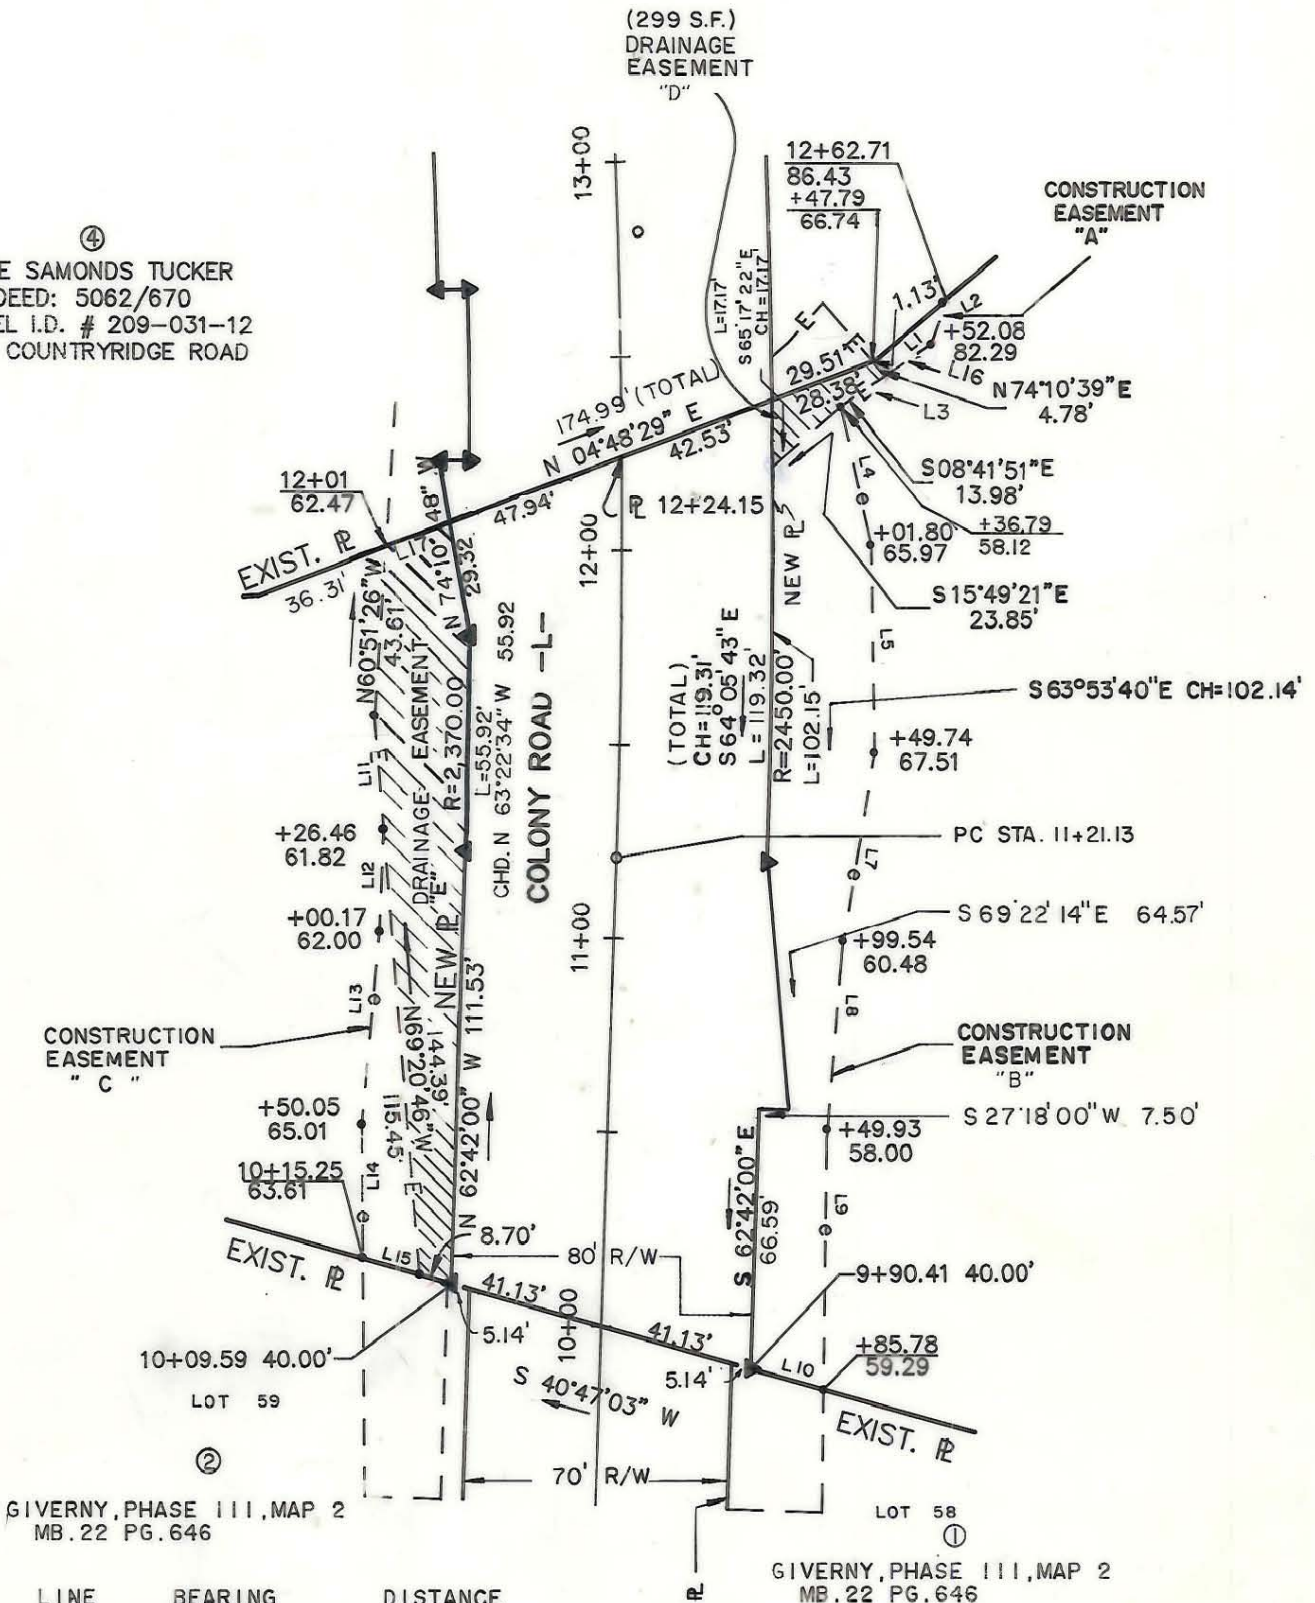 (299 S.F.)
DRAINAGE
EASEMENT
"D"
13+00
12+62.71
86.43
+47.79
66.74
CONSTRUCTION
EASEMENT
"A"
④
E SAMONDS TUCKER
DEED: 5062/670
EL I.D. # 209-031-12
COUNTRYRIDGE ROAD
L=17.17'
S65°17'22"E
CH=17.17'
E
E
E
1.13'
L2
L1
+52.08
82.29
L16
N74°10'39"E
4.78'
29.51'
28.38'
L3
174.99' (TOTAL)
N 04°48'29" E
42.53'
47.94'
12+01
62.47
EXIST. PL
36.31'
L17
N 74°10'48" W
29.32
PL 12+24.15
12+00
L4
e
S08°41'51"E
13.98'
+36.79
58.12
+01.80
65.97
S15°49'21"E
23.85'
NEW PL
N60°51'26"W
43.61'
DRAINAGE EASEMENT
"E"
R=2,370.00
L=55.92'
CHD. N 63°22'34" W 55.92
COLONY ROAD -L-
(TOTAL)
CH=119.31'
S64°05'43" E
L=119.32'
R=2450.00'
L=102.15'
L5
S63°53'40"E CH=102.14'
+49.74
67.51
L11
E
+26.46
61.82
L12
PC STA. 11+21.13
L7
e
+00.17
62.00
NEW PL
11+00
S 69°22'14"E 64.57'
+99.54
60.48
L13
e
L8
CONSTRUCTION
EASEMENT
" C "
N69°20'46"W
144.39'
115.45'
E
N 62°42'00" W 111.53'
CONSTRUCTION
EASEMENT
"B"
+50.05
65.01
S 27°18'00"W 7.50'
+49.93
58.00
10+15.25
63.61
L14
e
S 62°42'00" E
66.59'
L9
e
EXIST. PL
L15
8.70'
80' R/W
9+90.41 40.00'
41.13'
41.13'
5.14'
10+00
10+09.59 40.00'
5.14'
L10
+85.78
59.29
S 40°47'03" W
EXIST. PL
LOT 59
②
70' R/W
GIVERNY, PHASE III, MAP 2
MB.22 PG.646
LOT 58
①
GIVERNY, PHASE III, MAP 2
MB.22 PG.646
PL
LINE BEARING DISTANCE